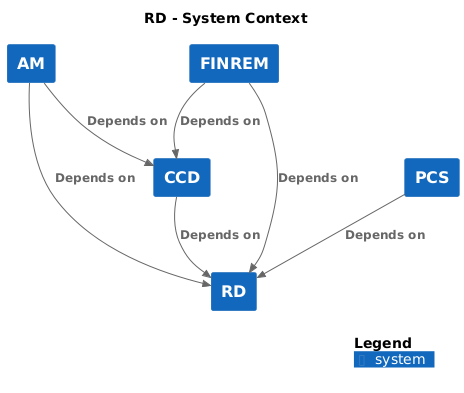 RD - System Context
AM
FINREM
Depends on
Depends on
CCD
PCS
Depends on
Depends on
Depends on
Depends on
RD
Legend
system